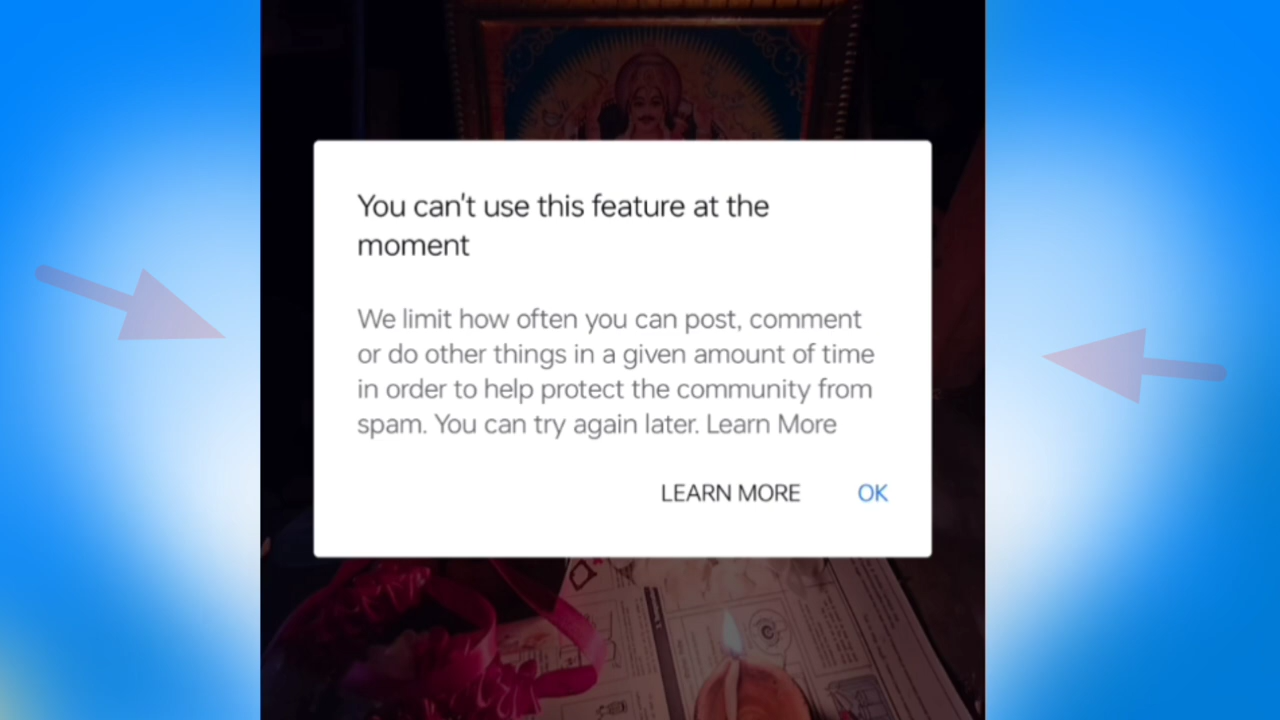 You can't use this feature at the
moment
We limit how often you can post, comment
or do other things in a given amount of time
in order to help protect the community from
spam. You can try again later. Learn More
LEARN MORE
OK